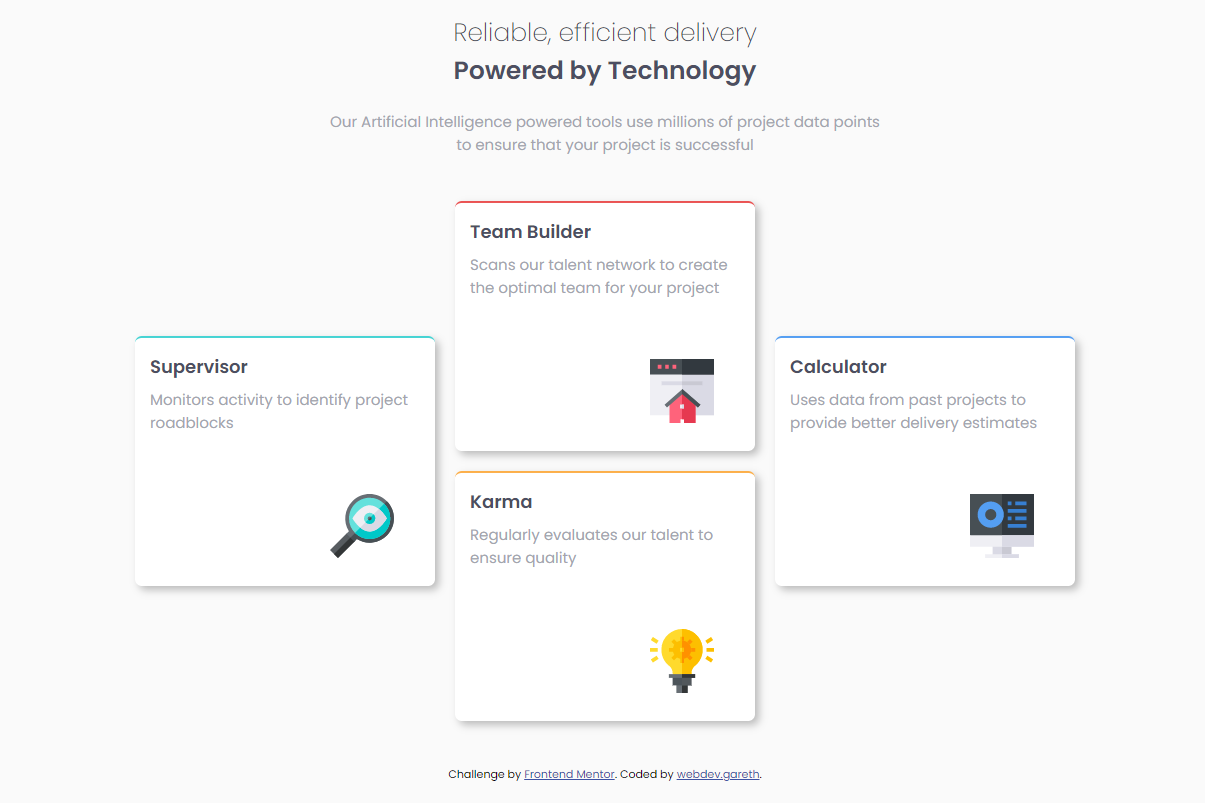 Reliable, efficient delivery
Powered by Technology
Our Artificial Intelligence powered tools use millions of project data points
to ensure that your project is successful
Team Builder
Scans our talent network to create
the optimal team for your project
Supervisor
Monitors activity to identify project
roadblocks
Calculator
Uses data from past projects to
provide better delivery estimates
Karma
Regularly evaluates our talent to
ensure quality
Challenge by Frontend Mentor. Coded by webdev.gareth.